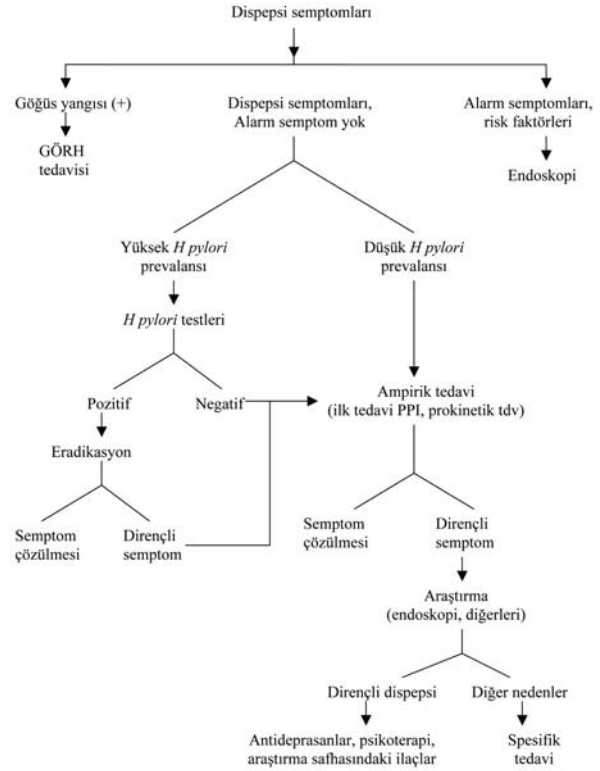 Dispepsi semptomları
Göğüs yangısı (+)
GÖRH
tedavisi
Dispepsi semptomları,
Alarm semptom yok
Alarm semptomları,
risk faktörleri
Endoskopi
Yüksek H pylori
prevalansı
Düşük H pylori
prevalansı
H pylori testleri
Pozitif
Negatif
Ampirik tedavi
(ilk tedavi PPI, prokinetik tdv)
Eradikasyon
Semptom
çözülmesi
Dirençli
semptom
Semptom
çözülmesi
Dirençli
semptom
Araştırma
(endoskopi, diğerleri)
Dirençli dispepsi
Diğer nedenler
Antideprasanlar, psikoterapi,
araştırma safhasındaki ilaçlar
Spesifik
tedavi